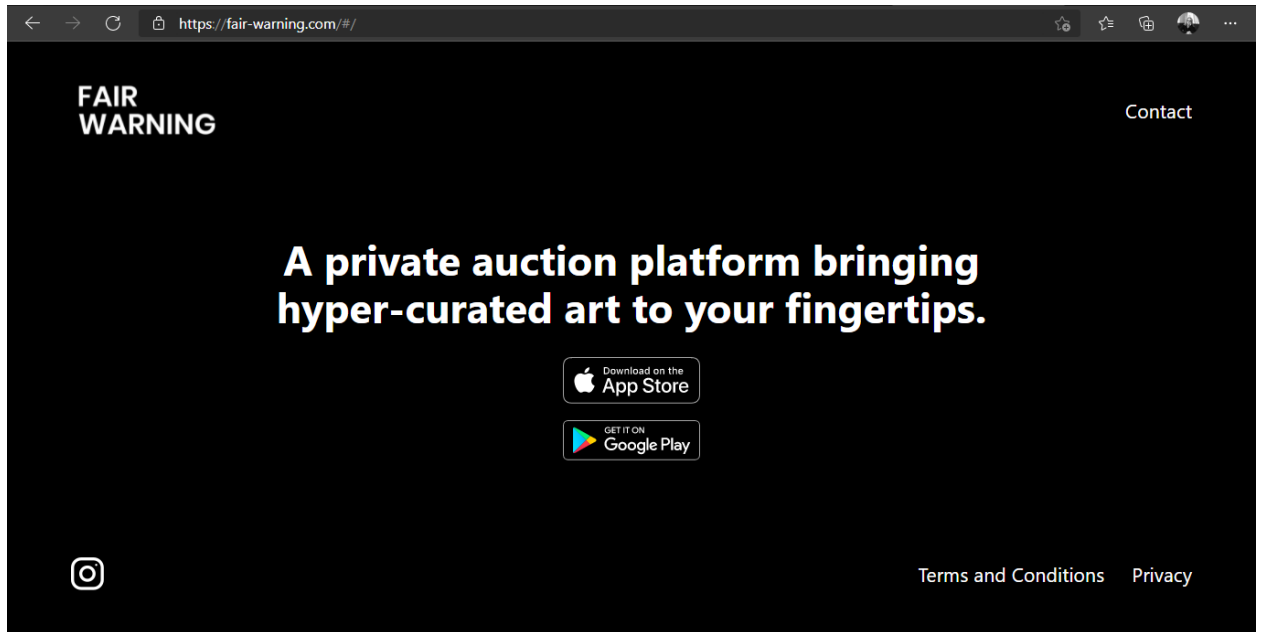 https://fair-warning.com/#/
FAIR
WARNING
Contact
A private auction platform bringing
hyper-curated art to your fingertips.
Download on the
App Store
GET IT ON
Google Play
Terms and Conditions Privacy